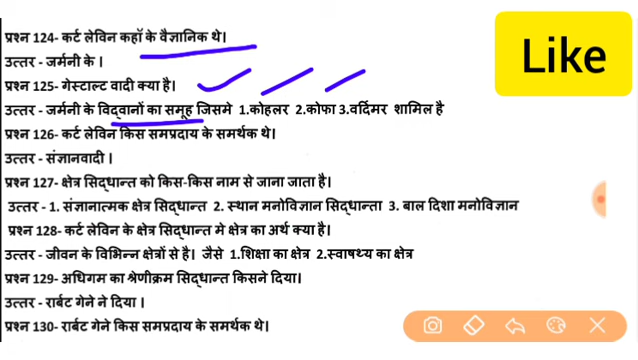 प्रश्न 124- कर्ट लेविन कहाॅ के वैज्ञानिक थे।
Like
उत्तर - जर्मनी के ।
प्रश्न 125- गेस्टाल्ट वादी क्या है।
उत्तर - जर्मनी के विद्वानों का समूह जिसमे 1.कोहलर 2.कोफा 3.वर्दिमर शामिल है
प्रश्न 126- कर्ट लेविन किस समप्रदाय के समर्थक थे।
उत्तर - संज्ञानवादी ।
प्रश्न 127- क्षेत्र सिद्धान्त को किस-किस नाम से जाना जाता है।
उत्तर - 1. संज्ञानात्मक क्षेत्र सिद्धान्त 2. स्थान मनोविज्ञान सिद्धान्ता 3. बाल दिशा मनोविज्ञान
प्रश्न 128- कर्ट लेविन के क्षेत्र सिद्धान्त मे क्षेत्र का अर्थ क्या है।
उत्तर - जीवन के विभिन्न क्षेत्रों से है। जैसे 1.शिक्षा का क्षेत्र 2.स्वाषथ्य का क्षेत्र
प्रश्न 129- अधिगम का श्रेणीक्रम सिद्धान्त किसने दिया।
उत्तर - रार्बट गेने ने दिया ।
प्रश्न 130- रार्बट गेने किस समप्रदाय के समर्थक थे।